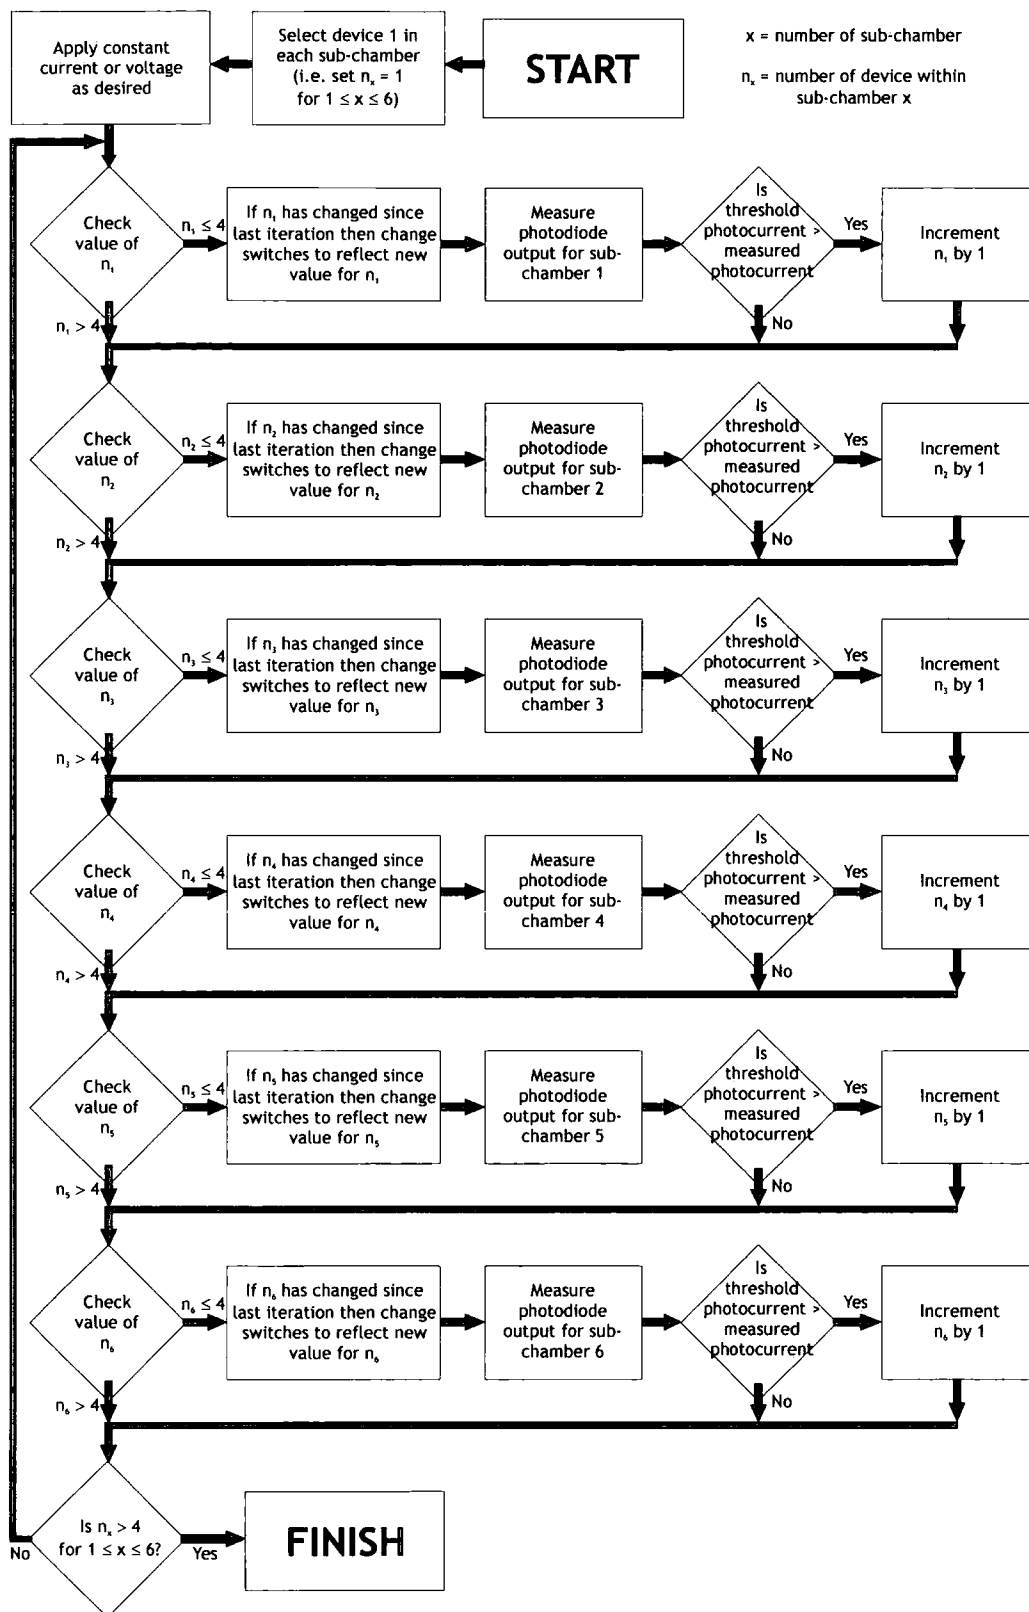 Apply constant
current or voltage
as desired
Select device 1 in
each sub-chamber
(i.e. set nₓ = 1
for 1 ≤ x ≤ 6)
START
x = number of sub-chamber
nₓ = number of device within
sub-chamber x
Check
value of
n₁
n₁ ≤ 4
If n₁ has changed since
last iteration then change
switches to reflect new
value for n₁
Measure
photodiode
output for sub-
chamber 1
Is
threshold
photocurrent >
measured
photocurrent
Yes
Increment
n₁ by 1
n₁ > 4
No
Check
value of
n₂
n₂ ≤ 4
If n₂ has changed since
last iteration then change
switches to reflect new
value for n₂
Measure
photodiode
output for sub-
chamber 2
Is
threshold
photocurrent >
measured
photocurrent
Yes
Increment
n₂ by 1
n₂ > 4
No
Check
value of
n₃
n₃ ≤ 4
If n₃ has changed since
last iteration then change
switches to reflect new
value for n₃
Measure
photodiode
output for sub-
chamber 3
Is
threshold
photocurrent >
measured
photocurrent
Yes
Increment
n₃ by 1
n₃ > 4
No
Check
value of
n₄
n₄ ≤ 4
If n₄ has changed since
last iteration then change
switches to reflect new
value for n₄
Measure
photodiode
output for sub-
chamber 4
Is
threshold
photocurrent >
measured
photocurrent
Yes
Increment
n₄ by 1
n₄ > 4
No
Check
value of
n₅
n₅ ≤ 4
If n₅ has changed since
last iteration then change
switches to reflect new
value for n₅
Measure
photodiode
output for sub-
chamber 5
Is
threshold
photocurrent >
measured
photocurrent
Yes
Increment
n₅ by 1
n₅ > 4
No
Check
value of
n₆
n₆ ≤ 4
If n₆ has changed since
last iteration then change
switches to reflect new
value for n₆
Measure
photodiode
output for sub-
chamber 6
Is
threshold
photocurrent >
measured
photocurrent
Yes
Increment
n₆ by 1
n₆ > 4
No
Is nₓ > 4
for 1 ≤ x ≤ 6?
No
Yes
FINISH